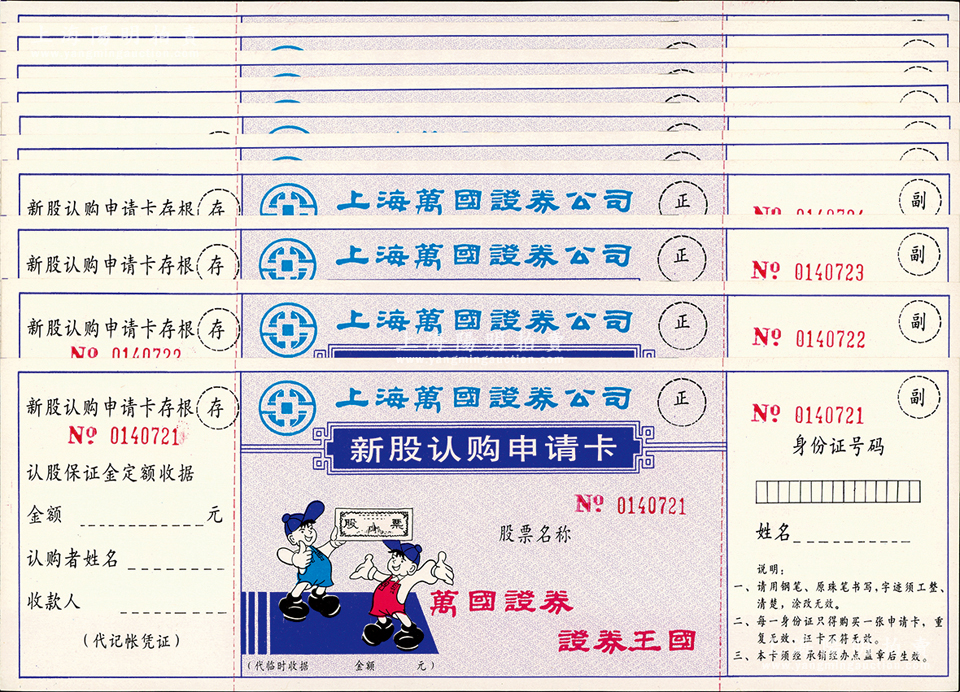 新股认购申请卡存根 存
上海萬國證券公司 正
副
新股认购申请卡存根 存
上海萬國證券公司 正
№ 0140723 副
新股认购申请卡存根 存
№ 0140722
上海萬國證券公司 正
№ 0140722 副
新股认购申请卡存根 存
№ 0140721
认股保证金定额收据
金额 元
认购者姓名
收款人
(代记帐凭证)
上海萬國證券公司 正
新股认购申请卡
№ 0140721
股票名称
股票
萬國證券
證券王國
(代临时收据 金额 元)
№ 0140721 副
身份证号码
姓名
说明:
一、请用钢笔、原珠笔书写,字迹须工整、
清楚,涂改无效。
二、每一身份证只得购买一张申请卡,重
复无效,证卡不符无效。
三、本卡须经承销经办点盖章后生效。